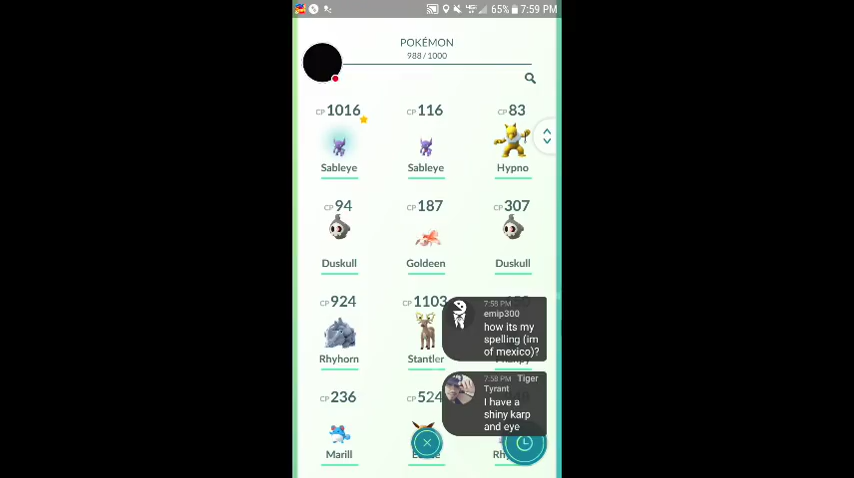 65% 7:59 PM
POKÉMON
988 / 1000
CP 1016 CP 116 CP 83
Sableye Sableye Hypno
CP 94 CP 187 CP 307
Duskull Goldeen Duskull
CP 924 CP 1103
Rhyhorn Stantler
7:58 PM
emip300
how its my
spelling (im
of mexico)?
CP 236 CP 524
Marill
7:58 PM Tiger
Tyrant
I have a
shiny karp
and eye